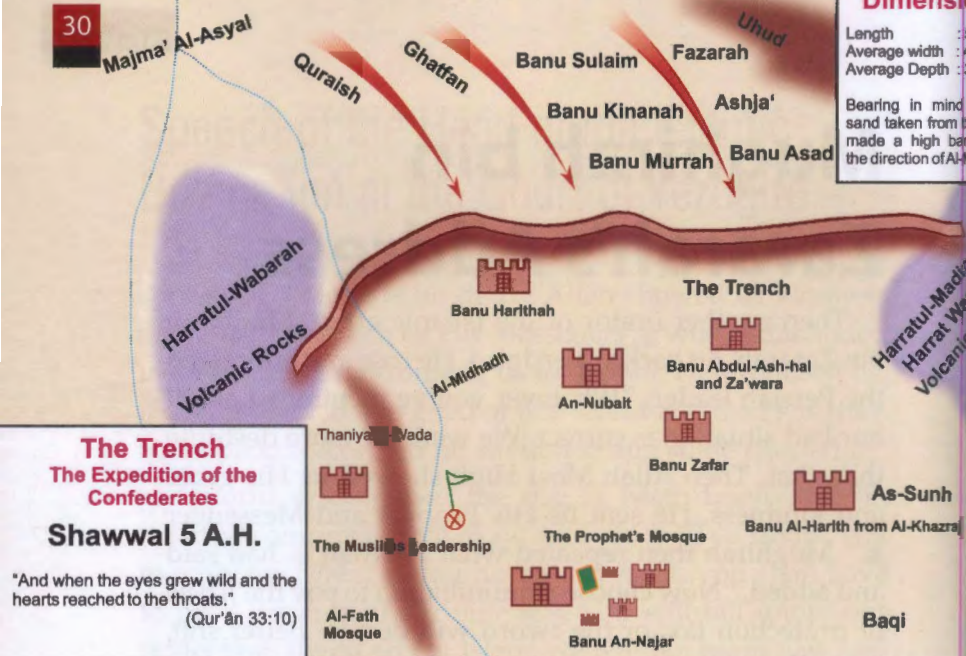 30
Majma' Al-Asyal
Quraish
Ghatfan
Banu Sulaim
Fazarah
Uhud
Banu Kinanah
Ashja'
Banu Murrah
Banu Asad
Length :
Average width :
Average Depth :
Bearing in mind
sand taken from
made a high
the direction of
Harratul-Wabarah
Volcanic Rocks
The Trench
Banu Harithah
Banu Abdul-Ash-hal
and Za'wara
Al-Midhadh
An-Nubait
Banu Zafar
The Trench
The Expedition of the
Confederates
Shawwal 5 A.H.
"And when the eyes grew wild and the
hearts reached to the throats."
(Qur'ân 33:10)
The Muslims Leadership
Al-Fath
Mosque
The Prophet's Mosque
Banu An-Najar
As-Sunh
Banu Al-Harith from Al-Khazraj
Baqi
Harrat